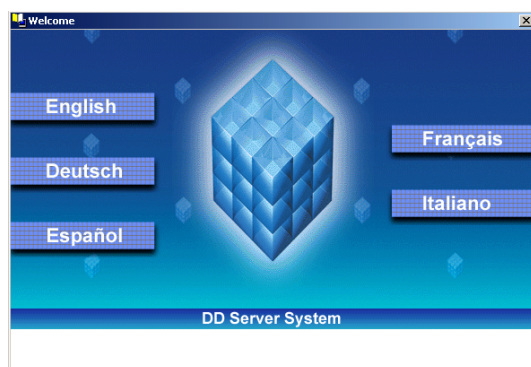 Welcome
English
Deutsch
Español
Français
Italiano
DD Server System